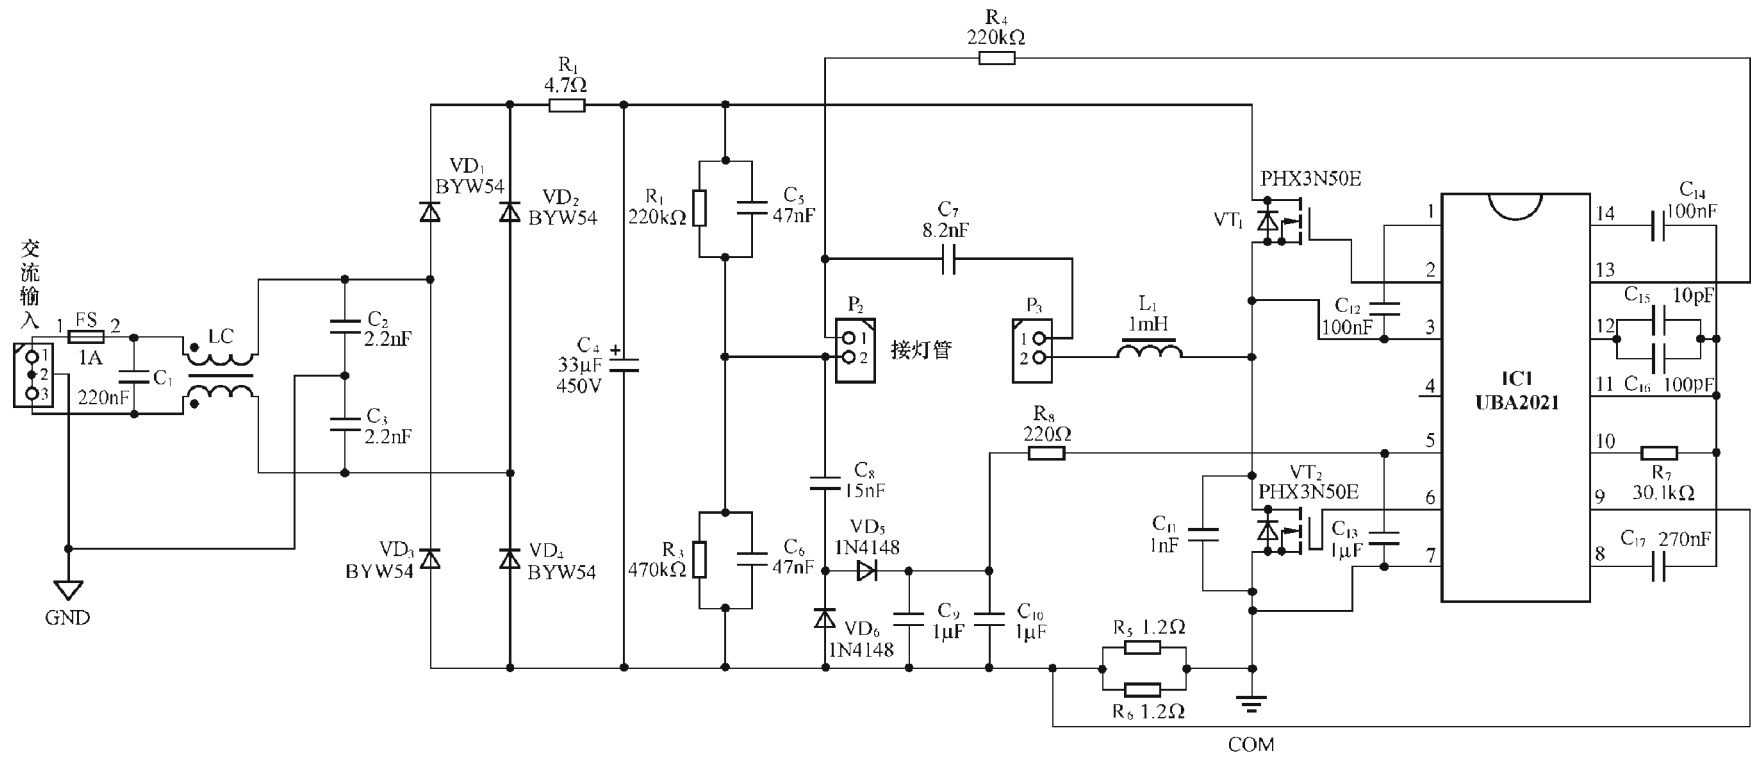 R₄
220kΩ
R₁
4.7Ω
VD₁
BYW54
VD₂
BYW54
R₁
220kΩ
C₅
47nF
C₇
8.2nF
PHX3N50E
VT₁
C₁₄
100nF
1
14
2
13
C₁₂
100nF
3
12
C₁₅
10pF
C₁₆
100pF
4
11
IC1
UBA2021
5
10
R₇
30.1kΩ
6
9
7
8
C₁₇
270nF
交流输入
1
FS
2
1A
1
2
3
C₁
220nF
LC
C₂
2.2nF
C₃
2.2nF
C₄
+
33μF
450V
P₂
1
2
接灯管
P₃
1
2
L₁
1mH
R₈
220Ω
C₈
15nF
VT₂
PHX3N50E
C₁₁
1nF
C₁₃
1μF
VD₃
BYW54
VD₄
BYW54
R₃
470kΩ
C₆
47nF
VD₅
1N4148
VD₆
1N4148
C₉
1μF
C₁₀
1μF
GND
R₅ 1.2Ω
R₆ 1.2Ω
COM